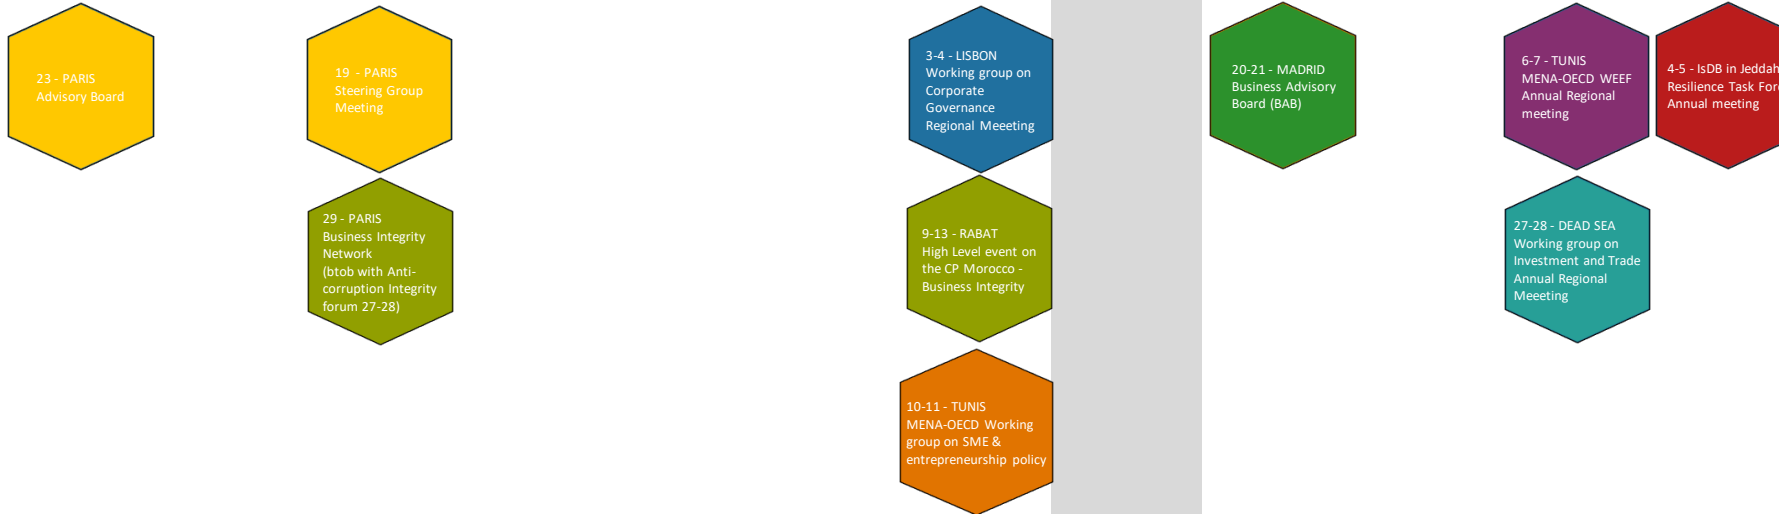 23 - PARIS
Advisory Board
19 - PARIS
Steering Group
Meeting
29 - PARIS
Business Integrity
Network
(btob with Anti-
corruption Integrity
forum 27-28)
3-4 - LISBON
Working group on
Corporate
Governance
Regional Meeeting
9-13 - RABAT
High Level event on
the CP Morocco -
Business Integrity
10-11 - TUNIS
MENA-OECD Working
group on SME &
entrepreneurship policy
20-21 - MADRID
Business Advisory
Board (BAB)
6-7 - TUNIS
MENA-OECD WEEF
Annual Regional
meeting
27-28 - DEAD SEA
Working group on
Investment and Trade
Annual Regional
Meeeting
4-5 - IsDB in Jeddah
Resilience Task
Annual meeting